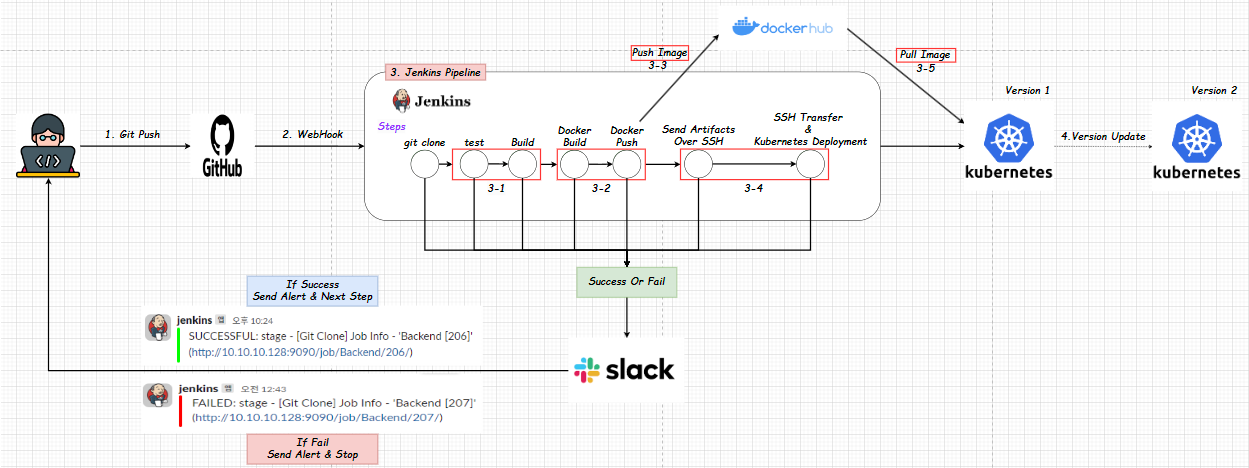 dockerhub
Push Image
3-3
Pull Image
3-5
3. Jenkins Pipeline
Jenkins
Steps
Version 1
Version 2
1. Git Push
GitHub
2. WebHook
git clone
test
Build
Docker
Build
Docker
Push
Send Artifacts
Over SSH
SSH Transfer
&
Kubernetes Deployment
3-1
3-2
3-4
kubernetes
4.Version Update
kubernetes
Success Or Fail
If Success
Send Alert & Next Step
jenkins 앱 오후 10:24
SUCCESSFUL: stage - [Git Clone] Job Info - 'Backend [206]'
(http://10.10.10.128:9090/job/Backend/206/)
slack
jenkins 앱 오전 12:43
FAILED: stage - [Git Clone] Job Info - 'Backend [207]'
(http://10.10.10.128:9090/job/Backend/207/)
If Fail
Send Alert & Stop